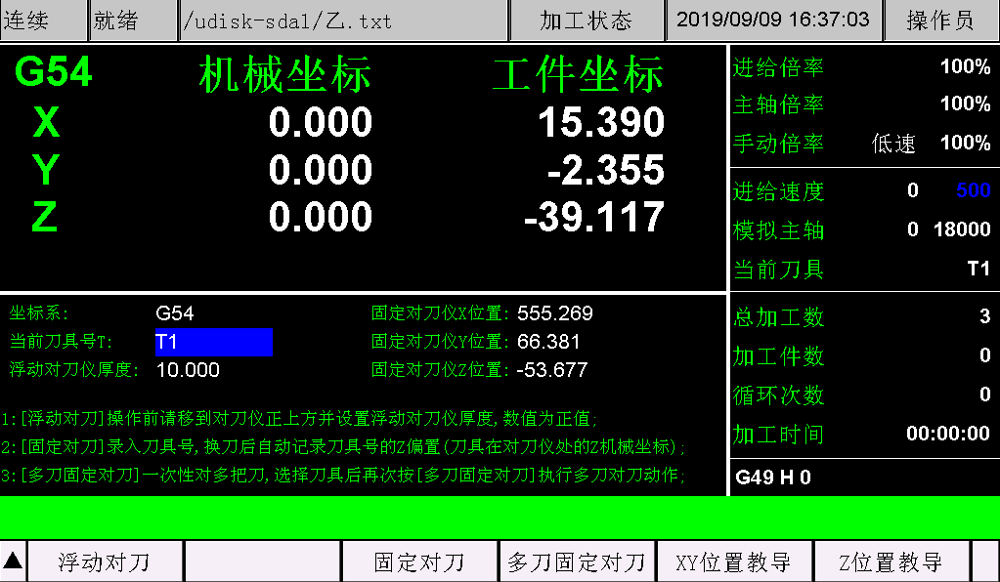 连续 就绪 /udisk-sda1/乙.txt 加工状态 2019/09/09 16:37:03 操作员
G54 机械坐标 工件坐标
X 0.000 15.390
Y 0.000 -2.355
Z 0.000 -39.117
进给倍率 100%
主轴倍率 100%
手动倍率 低速 100%
进给速度 0 500
模拟主轴 0 18000
当前刀具 T1
总加工数 3
加工件数 0
循环次数 0
加工时间 00:00:00
G49 H 0
坐标系: G54 固定对刀仪X位置: 555.269
当前刀具号T: T1 固定对刀仪Y位置: 66.381
浮动对刀仪厚度: 10.000 固定对刀仪Z位置: -53.677
1:[浮动对刀]操作前请移到对刀仪正上方并设置浮动对刀仪厚度,数值为正值;
2:[固定对刀]录入刀具号,换刀后自动记录刀具号的Z偏置(刀具在对刀仪处的Z机械坐标);
3:[多刀固定对刀]一次性对多把刀,选择刀具后再次按[多刀固定对刀]执行多刀对刀动作;
▲ 浮动对刀 固定对刀 多刀固定对刀 XY位置教导 Z位置教导